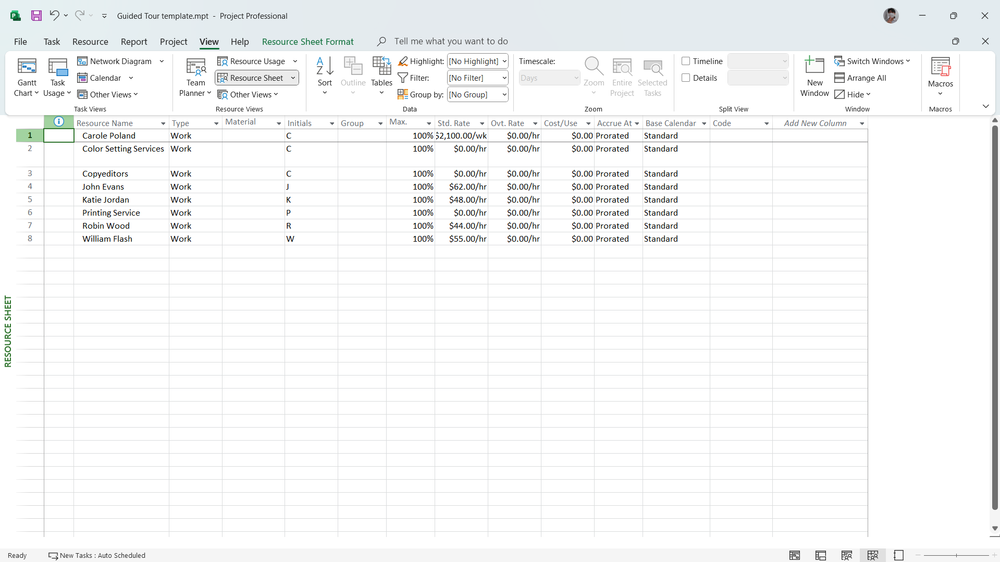 Guided Tour template.mpt - Project Professional
File Task Resource Report Project View Help Resource Sheet Format Tell me what you want to do
Gantt Chart
Task Usage
Network Diagram
Calendar
Other Views
Task Views
Team Planner
Resource Usage
Resource Sheet
Other Views
Resource Views
Sort
Outline
Tables
Highlight: [No Highlight]
Filter: [No Filter]
Group by: [No Group]
Data
Timescale:
Days
Zoom
Entire Project
Selected Tasks
Zoom
Timeline
Details
Split View
New Window
Switch Windows
Arrange All
Hide
Window
Macros
Macros
Resource Name Type Material Initials Group Max. Std. Rate Ovt. Rate Cost/Use Accrue At Base Calendar Code Add New Column
1 Carole Poland Work C 100% $2,100.00/wk $0.00/hr $0.00 Prorated Standard
2 Color Setting Services Work C 100% $0.00/hr $0.00/hr $0.00 Prorated Standard
3 Copyeditors Work C 100% $0.00/hr $0.00/hr $0.00 Prorated Standard
4 John Evans Work J 100% $62.00/hr $0.00/hr $0.00 Prorated Standard
5 Katie Jordan Work K 100% $48.00/hr $0.00/hr $0.00 Prorated Standard
6 Printing Service Work P 100% $0.00/hr $0.00/hr $0.00 Prorated Standard
7 Robin Wood Work R 100% $44.00/hr $0.00/hr $0.00 Prorated Standard
8 William Flash Work W 100% $55.00/hr $0.00/hr $0.00 Prorated Standard
RESOURCE SHEET
Ready New Tasks : Auto Scheduled